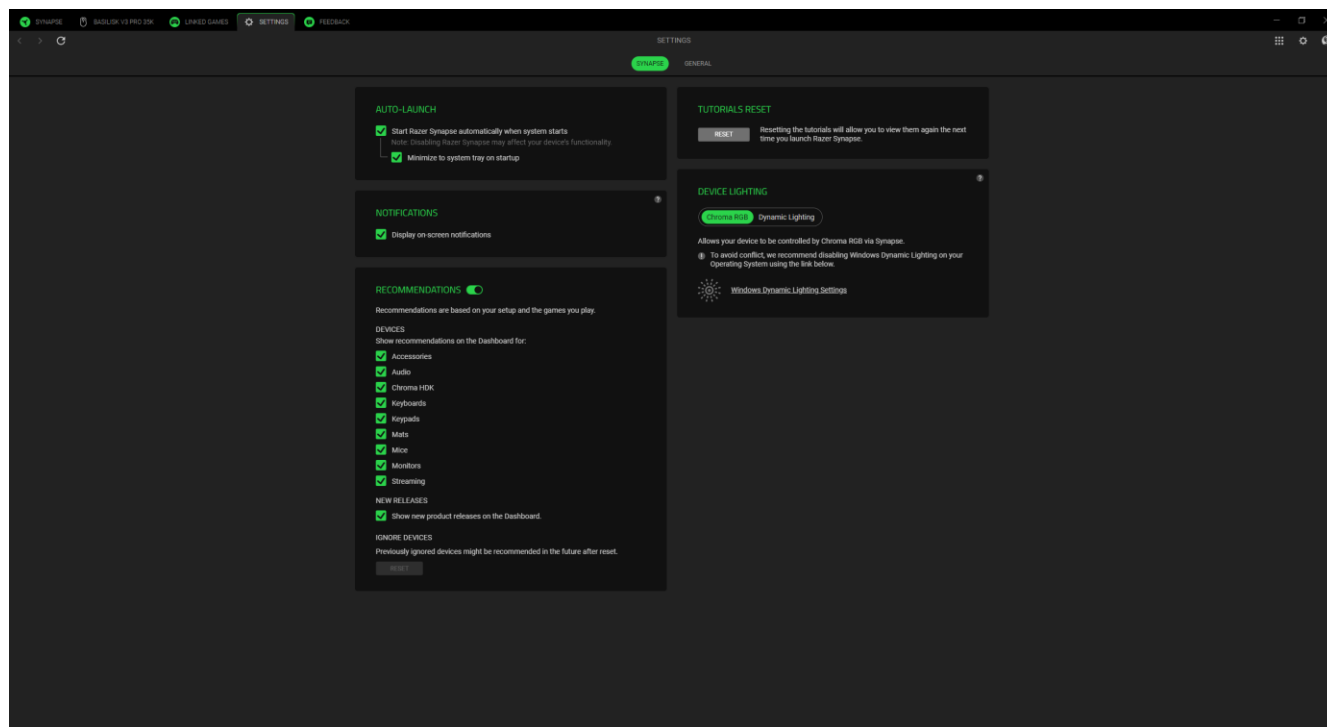 SYNAPSE
BASILISK V3 PRO 35K
LINKED GAMES
SETTINGS
FEEDBACK
SETTINGS
SYNAPSE
GENERAL
AUTO-LAUNCH
Start Razer Synapse automatically when system starts
Note: Disabling Razer Synapse may affect your device's functionality.
Minimize to system tray on startup
NOTIFICATIONS
Display on-screen notifications
RECOMMENDATIONS
Recommendations are based on your setup and the games you play.
DEVICES
Show recommendations on the Dashboard for:
Accessories
Audio
Chroma HDK
Keyboards
Keypads
Mats
Mice
Monitors
Streaming
NEW RELEASES
Show new product releases on the Dashboard.
IGNORE DEVICES
Previously ignored devices might be recommended in the future after reset.
RESET
TUTORIALS RESET
RESET
Resetting the tutorials will allow you to view them again the next
time you launch Razer Synapse.
DEVICE LIGHTING
Chroma RGB
Dynamic Lighting
Allows your device to be controlled by Chroma RGB via Synapse.
To avoid conflict, we recommend disabling Windows Dynamic Lighting on your
Operating System using the link below.
Windows Dynamic Lighting Settings